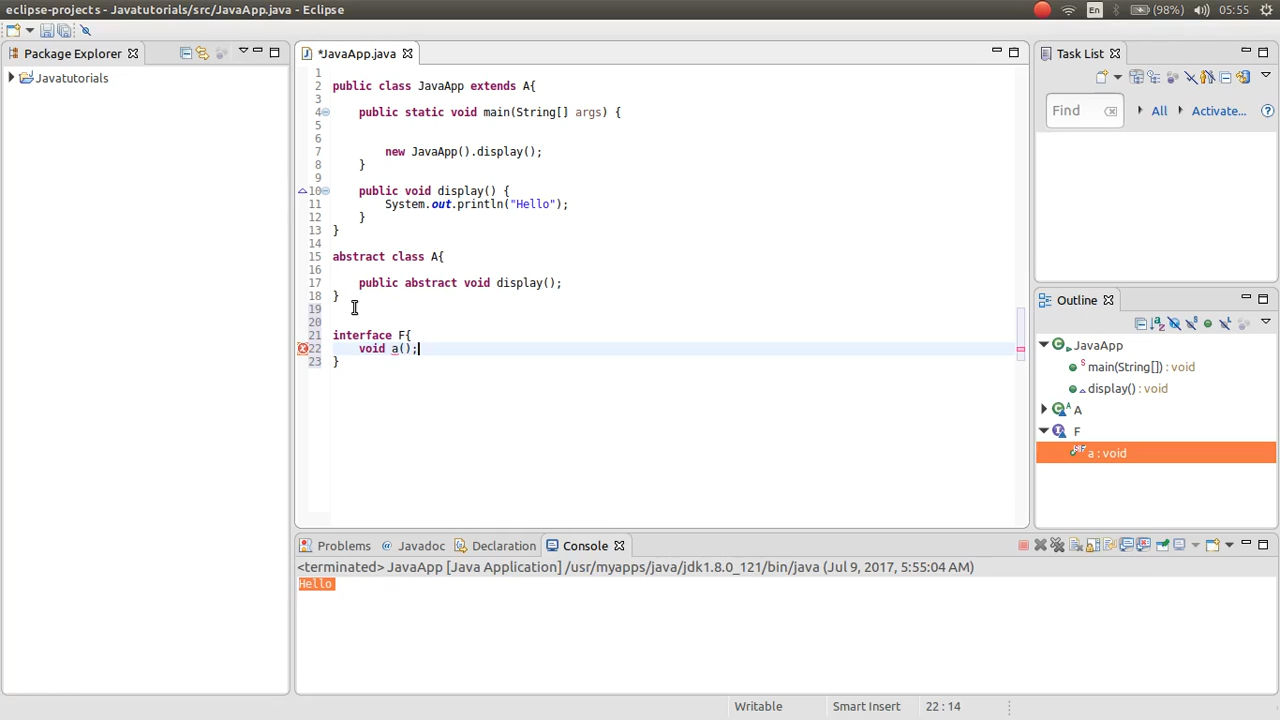 eclipse-projects - Javatutorials/src/JavaApp.java - Eclipse
En
(98%)
05:55
Package Explorer
Javatutorials
*JavaApp.java
1
2 public class JavaApp extends A{
3
4 public static void main(String[] args) {
5
6
7 new JavaApp().display();
8 }
9
10 public void display() {
11 System.out.println("Hello");
12 }
13 }
14
15 abstract class A{
16
17 public abstract void display();
18 }
19
20
21 interface F{
22 void a();
23 }
Task List
Find
All
Activate...
Outline
JavaApp
main(String[]) : void
display() : void
A
F
a : void
Problems
Javadoc
Declaration
Console
<terminated> JavaApp [Java Application] /usr/myapps/java/jdk1.8.0_121/bin/java (Jul 9, 2017, 5:55:04 AM)
Hello
Writable
Smart Insert
22 : 14